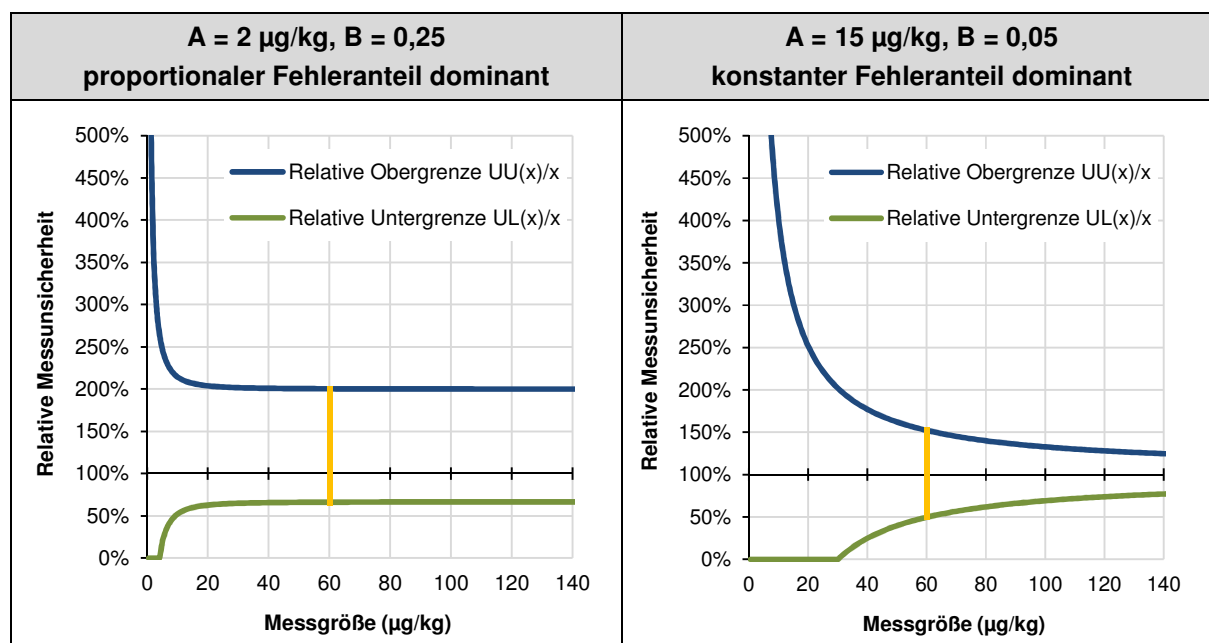 A = 2 µg/kg, B = 0,25
proportionaler Fehleranteil dominant
A = 15 µg/kg, B = 0,05
konstanter Fehleranteil dominant
Relative Messunsicherheit
500%
450%
400%
350%
300%
250%
200%
150%
100%
50%
0%
Relative Obergrenze UU(x)/x
Relative Untergrenze UL(x)/x
0 20 40 60 80 100 120 140
Messgröße (µg/kg)
Relative Messunsicherheit
500%
450%
400%
350%
300%
250%
200%
150%
100%
50%
0%
Relative Obergrenze UU(x)/x
Relative Untergrenze UL(x)/x
0 20 40 60 80 100 120 140
Messgröße (µg/kg)